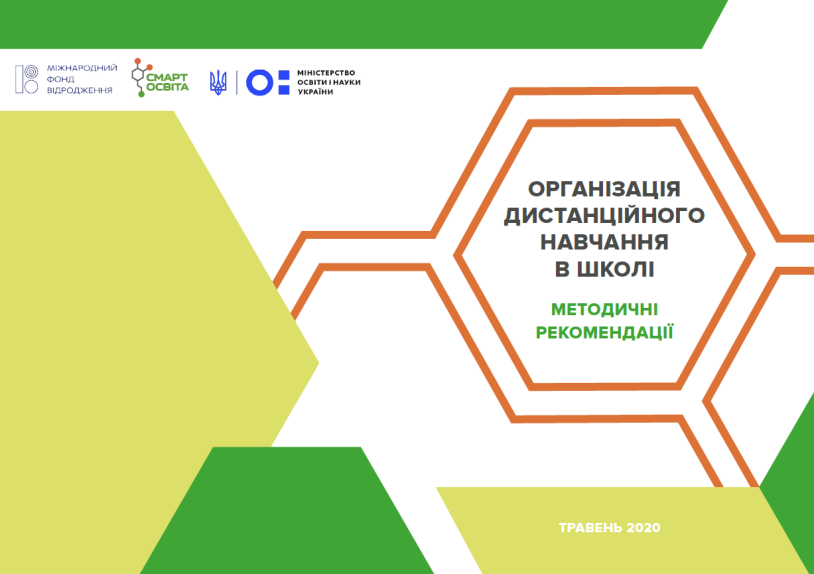 МІЖНАРОДНИЙ
ФОНД
ВІДРОДЖЕННЯ
СМАРТ
ОСВІТА
МІНІСТЕРСТВО
ОСВІТИ І НАУКИ
УКРАЇНИ
ОРГАНІЗАЦІЯ
ДИСТАНЦІЙНОГО
НАВЧАННЯ
В ШКОЛІ
МЕТОДИЧНІ
РЕКОМЕНДАЦІЇ
ТРАВЕНЬ 2020